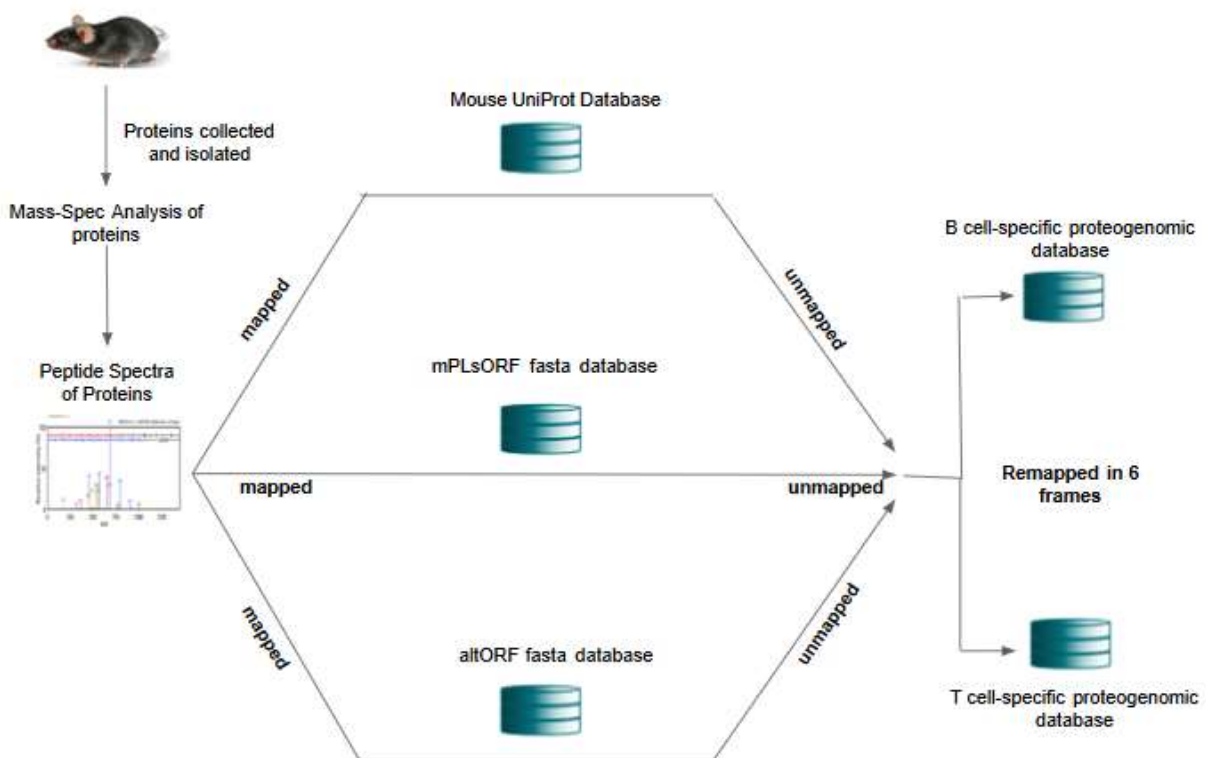 Proteins collected
and isolated
Mass-Spec Analysis of
proteins
Peptide Spectra
of Proteins
Mouse UniProt Database
mapped
unmapped
mPLsORF fasta database
mapped
unmapped
altORF fasta database
mapped
unmapped
B cell-specific proteogenomic
database
Remapped in 6
frames
T cell-specific proteogenomic
database